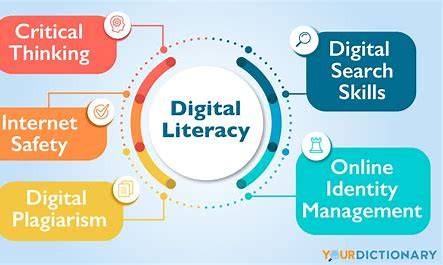 Critical
Thinking
Internet
Safety
Digital
Plagiarism
Digital
Literacy
Digital
Search
Skills
Online
Identity
Management
YOURDICTIONARY